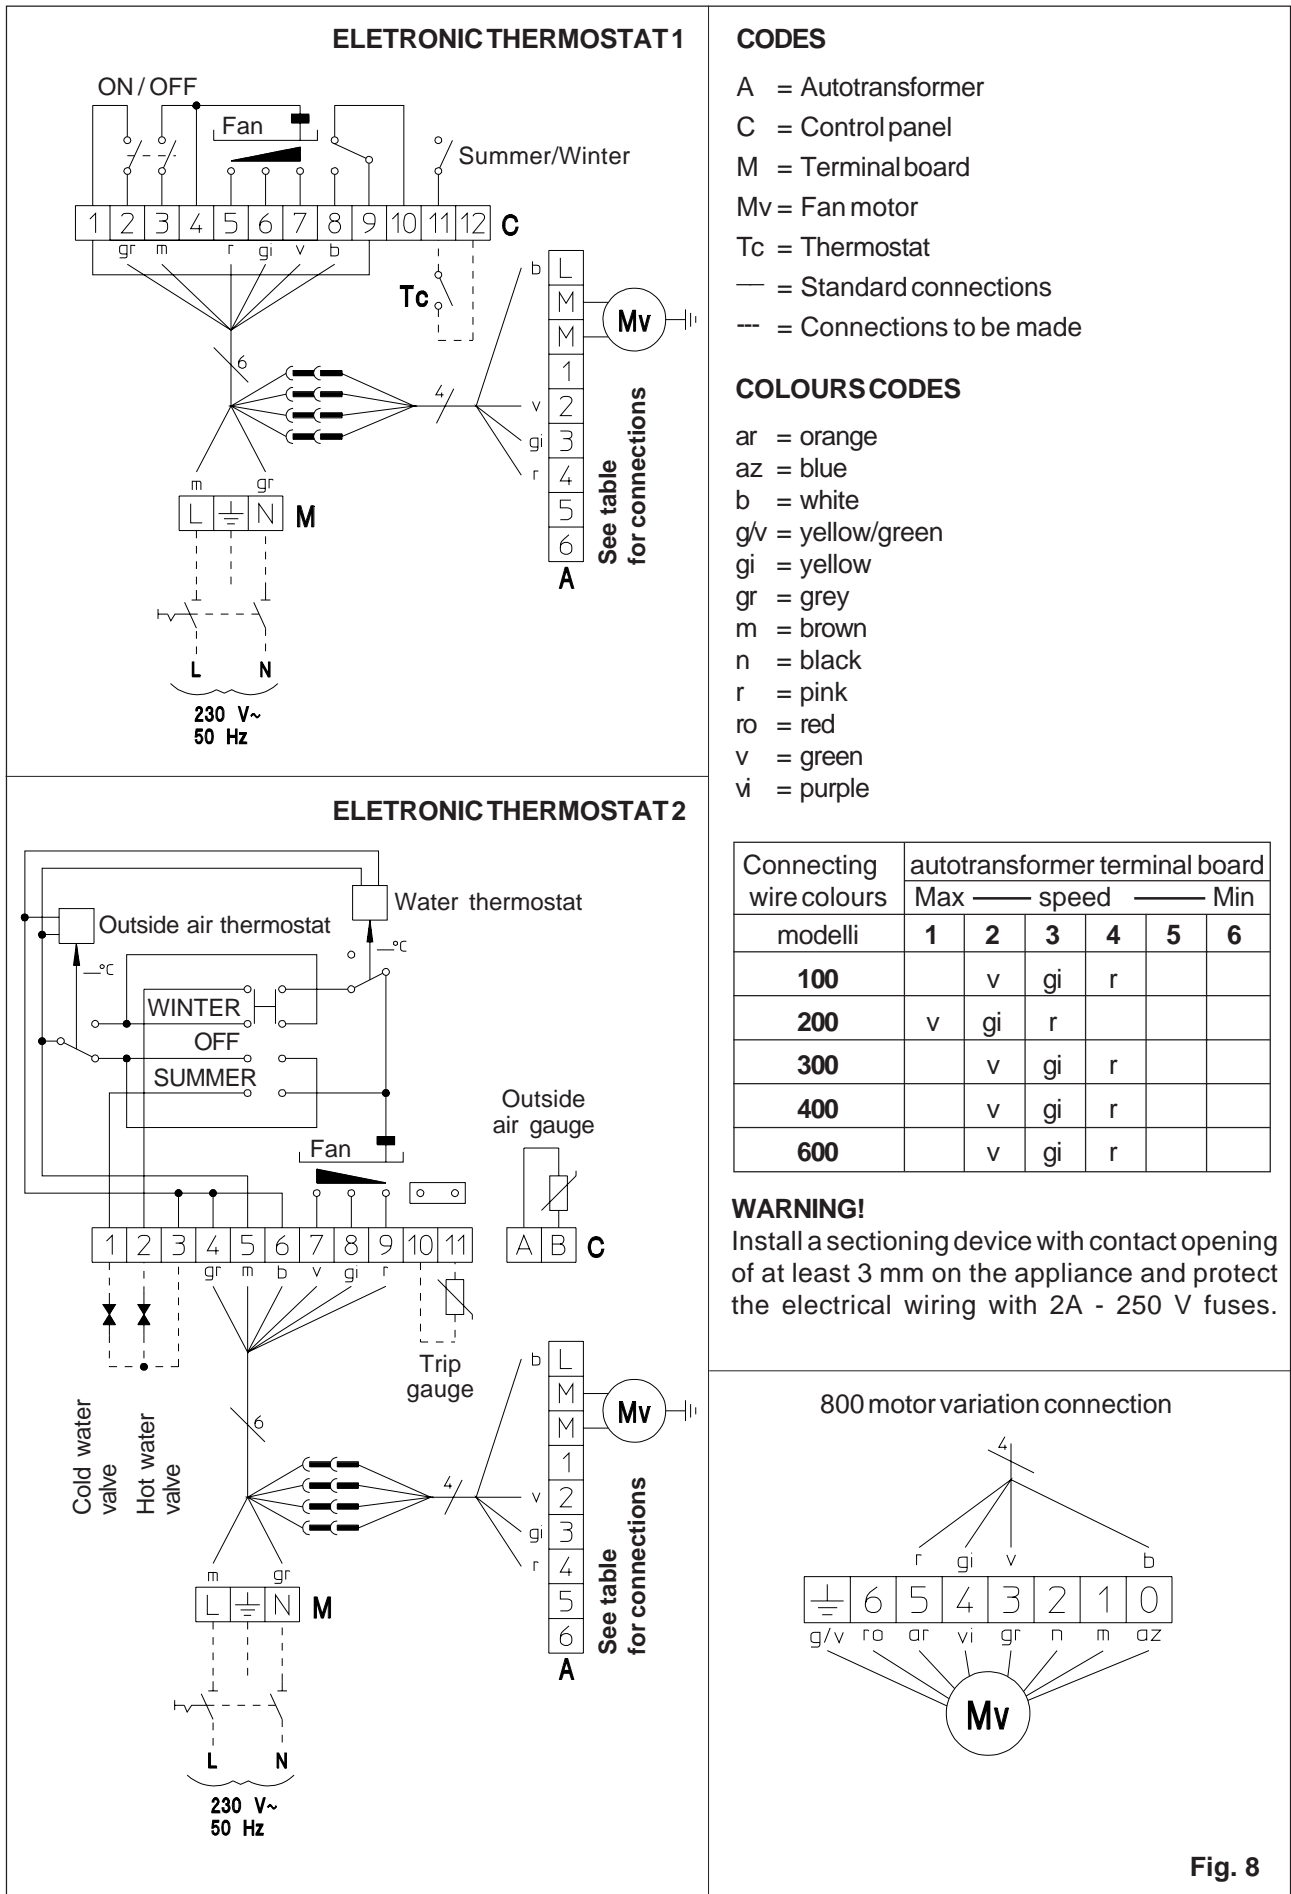 ELETRONIC THERMOSTAT 1
ON / OFF
Fan
Summer/Winter
1 2 3 4 5 6 7 8 9 10 11 12 C
gr m r gi v b
Tc
b L
M
M
Mv
1
v 2
gi 3
r 4
5
6
A
See table
for connections
6
4
m gr
L N M
L N
230 V~
50 Hz
ELETRONIC THERMOSTAT 2
Water thermostat
Outside air thermostat
°C
°C
WINTER
OFF
SUMMER
Fan
Outside
air gauge
1 2 3 4 5 6 7 8 9 10 11 A B C
gr m b v gi r
Trip
gauge
Cold water
valve
Hot water
valve
b L
M
M
Mv
1
v 2
gi 3
r 4
5
6
A
See table
for connections
6
4
m gr
L N M
L N
230 V~
50 Hz
CODES
A = Autotransformer
C = Control panel
M = Terminal board
Mv = Fan motor
Tc = Thermostat
— = Standard connections
--- = Connections to be made
COLOURS CODES
ar = orange
az = blue
b = white
g/v = yellow/green
gi = yellow
gr = grey
m = brown
n = black
r = pink
ro = red
v = green
vi = purple
Connecting autotransformer terminal board
wire colours Max —— speed —— Min
modelli 1 2 3 4 5 6
100 v gi r
200 v gi r
300 v gi r
400 v gi r
600 v gi r
WARNING!
Install a sectioning device with contact opening
of at least 3 mm on the appliance and protect
the electrical wiring with 2A - 250 V fuses.
800 motor variation connection
4
r gi v b
6 5 4 3 2 1 0
g/v ro ar vi gr n m az
Mv
Fig. 8